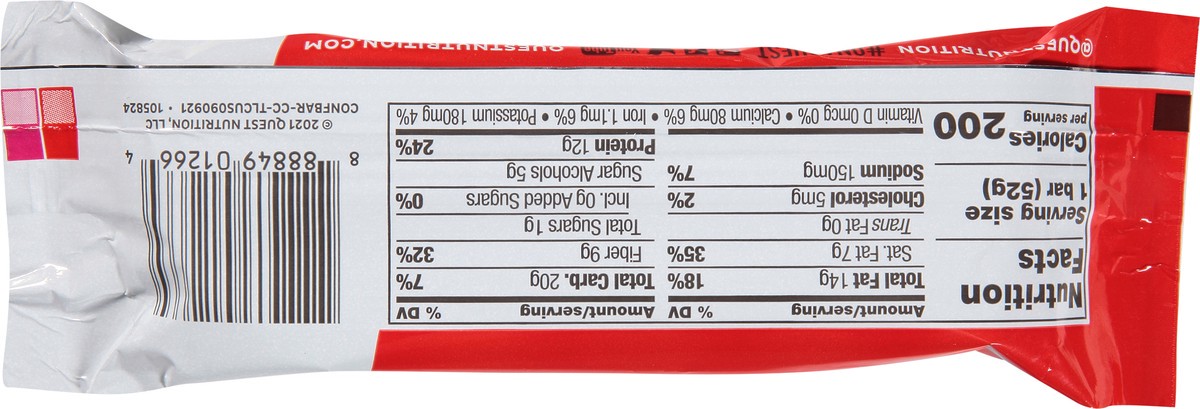 Nutrition
Facts
Serving size
1 bar (52g)
Calories 200
per serving
Amount/serving % DV
Total Fat 14g 18%
Sat. Fat 7g 35%
Trans Fat 0g
Cholesterol 5mg 2%
Sodium 150mg 7%
Amount/serving % DV
Total Carb. 20g 7%
Fiber 9g 32%
Total Sugars 1g
Incl. 0g Added Sugars 0%
Sugar Alcohols 5g
Protein 12g 24%
Vitamin D 0mcg 0% • Calcium 80mg 6% • Iron 1.1mg 6% • Potassium 180mg 4%
8 88849 01266 4
© 2021 QUEST NUTRITION, LLC
CONFBAR-CC-TLCUS090921 • 105824
@QUESTNUTRITION
QUESTNUTRITION.COM